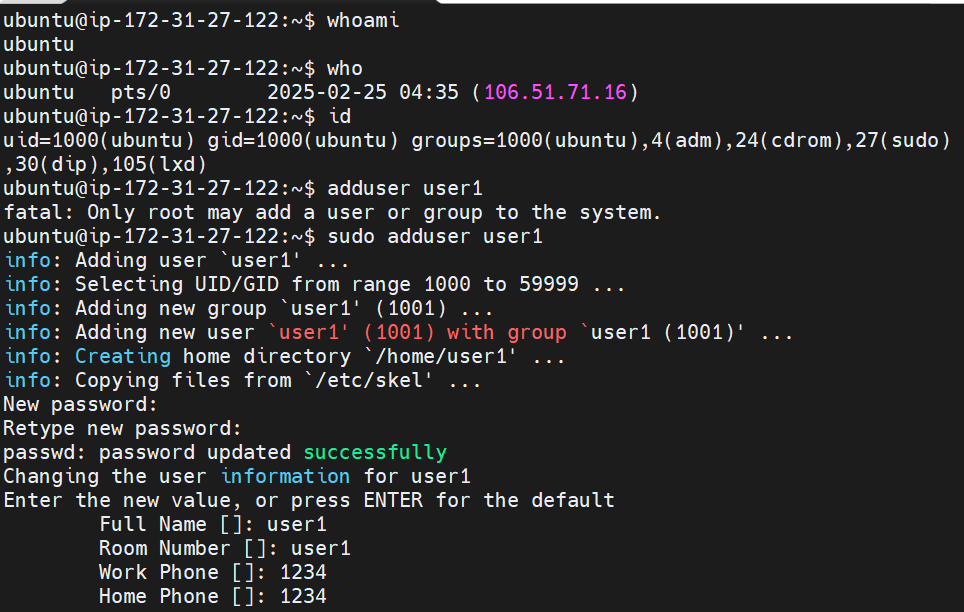 ubuntu@ip-172-31-27-122:~$ whoami
ubuntu
ubuntu@ip-172-31-27-122:~$ who
ubuntu   pts/0        2025-02-25 04:35 (106.51.71.16)
ubuntu@ip-172-31-27-122:~$ id
uid=1000(ubuntu) gid=1000(ubuntu) groups=1000(ubuntu),4(adm),24(cdrom),27(sudo)
,30(dip),105(lxd)
ubuntu@ip-172-31-27-122:~$ adduser user1
fatal: Only root may add a user or group to the system.
ubuntu@ip-172-31-27-122:~$ sudo adduser user1
info: Adding user `user1' ...
info: Selecting UID/GID from range 1000 to 59999 ...
info: Adding new group `user1' (1001) ...
info: Adding new user `user1' (1001) with group `user1 (1001)' ...
info: Creating home directory `/home/user1' ...
info: Copying files from `/etc/skel' ...
New password:
Retype new password:
passwd: password updated successfully
Changing the user information for user1
Enter the new value, or press ENTER for the default
        Full Name []: user1
        Room Number []: user1
        Work Phone []: 1234
        Home Phone []: 1234